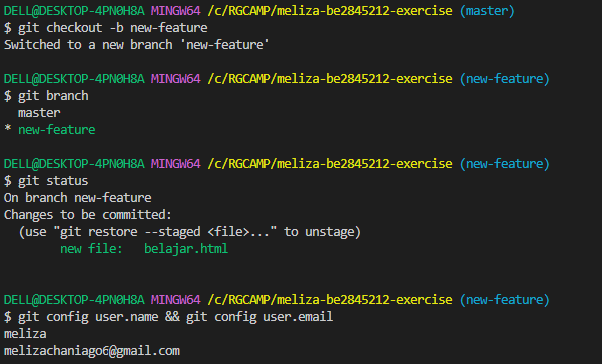 DELL@DESKTOP-4PN0H8A MINGW64 /c/RGCAMP/meliza-be2845212-exercise (master)
$ git checkout -b new-feature
Switched to a new branch 'new-feature'
DELL@DESKTOP-4PN0H8A MINGW64 /c/RGCAMP/meliza-be2845212-exercise (new-feature)
$ git branch
  master
* new-feature
DELL@DESKTOP-4PN0H8A MINGW64 /c/RGCAMP/meliza-be2845212-exercise (new-feature)
$ git status
On branch new-feature
Changes to be committed:
  (use "git restore --staged <file>..." to unstage)
        new file:   belajar.html
DELL@DESKTOP-4PN0H8A MINGW64 /c/RGCAMP/meliza-be2845212-exercise (new-feature)
$ git config user.name && git config user.email
meliza
melizachaniago6@gmail.com